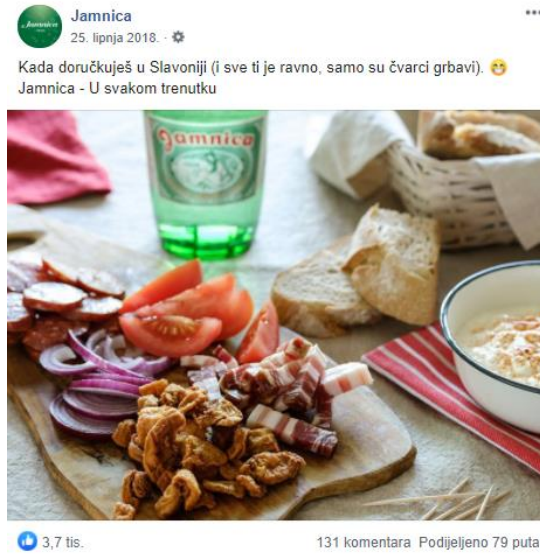 Jamnica
Jamnica
25. lipnja 2018. ·
Kada doručkuješ u Slavoniji (i sve ti je ravno, samo su čvarci grbavi). 😁
Jamnica - U svakom trenutku
Jamnica
3,7 tis.
131 komentara Podijeljeno 79 puta